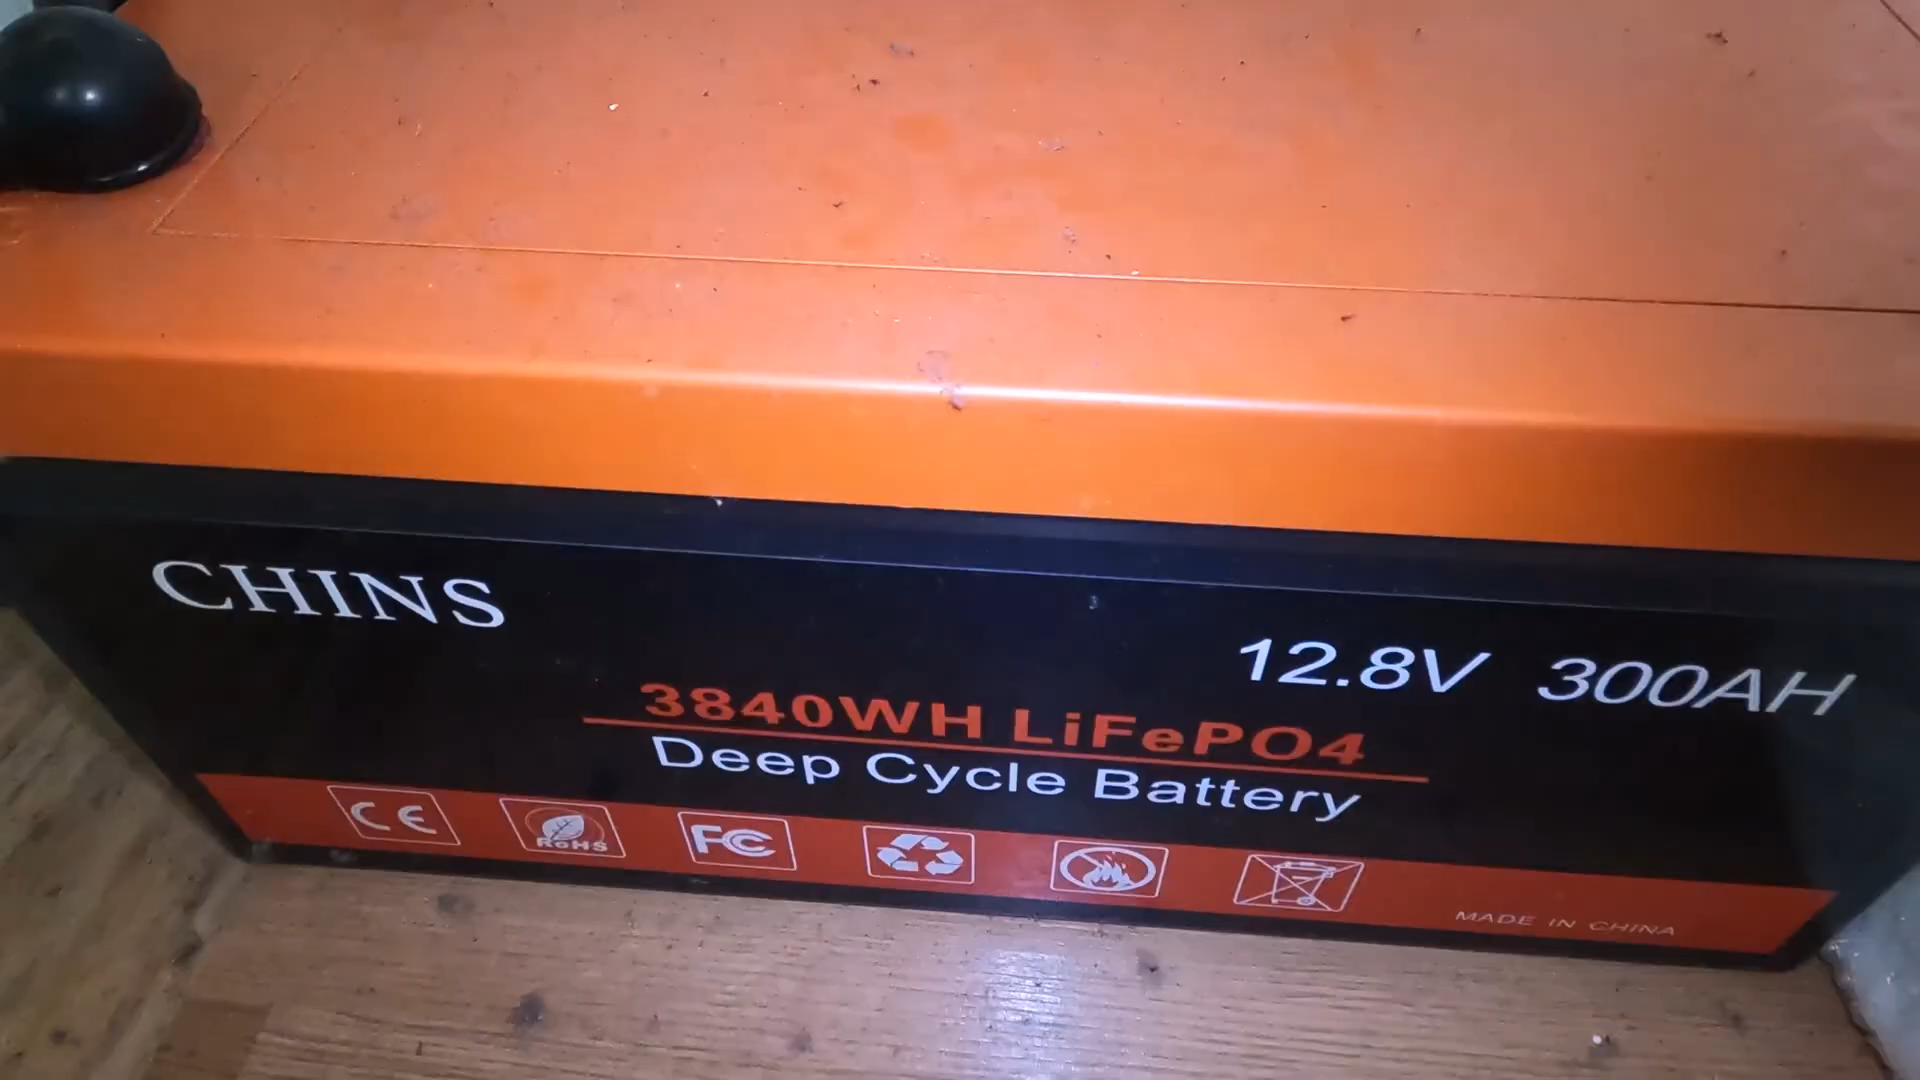 CHINS
12.8V 300AH
3840WH LiFePO4
Deep Cycle Battery
CE
RoHS
FC
MADE IN CHINA